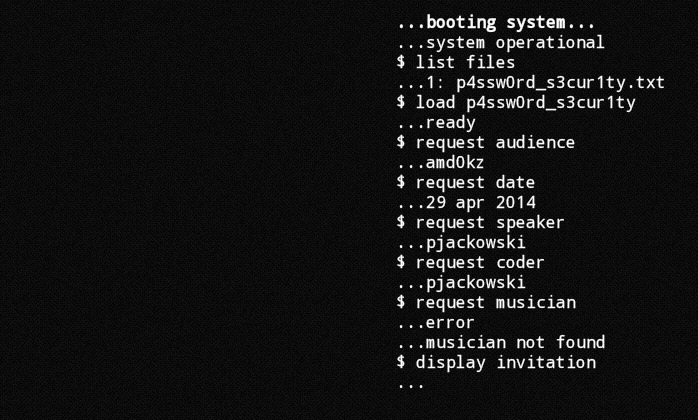 ...booting system...
...system operational
$ list files
...1: p4ssw0rd_s3cur1ty.txt
$ load p4ssw0rd_s3cur1ty
...ready
$ request audience
...amd0kz
$ request date
...29 apr 2014
$ request speaker
...pjackowski
$ request coder
...pjackowski
$ request musician
...error
...musician not found
$ display invitation
...